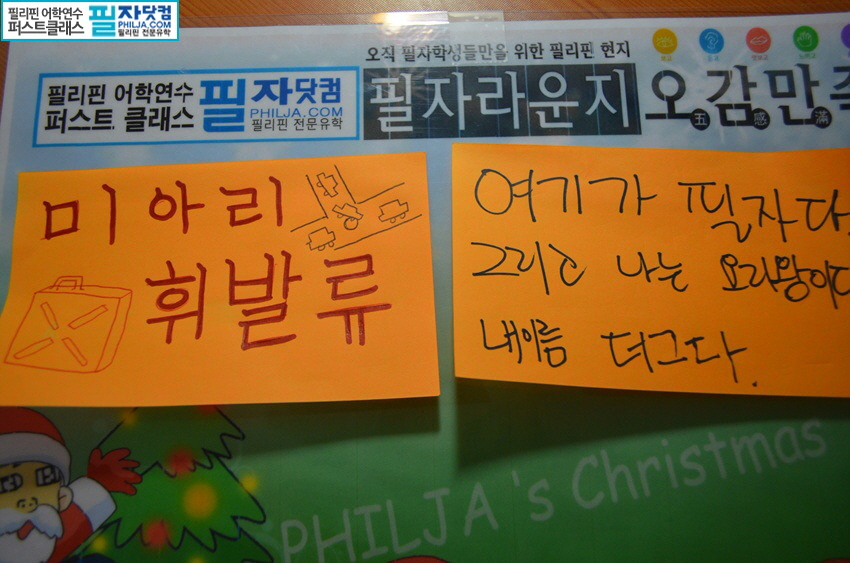 필리핀 어학연수
퍼스트클래스
필자닷컴
PHILJA.COM
필리핀 전문유학
오직 필자학생들만을 위한 필리핀 현지
필리핀 어학연수
퍼스트 클래스
필자닷컴
PHILJA.COM
필리핀 전문유학
필자라운지
오감만족
五 感 滿
미아리
휘발류
여기가 필자다.
그리고 나는 오리왕이다
내이름 더그다.
PHILJA's Christmas